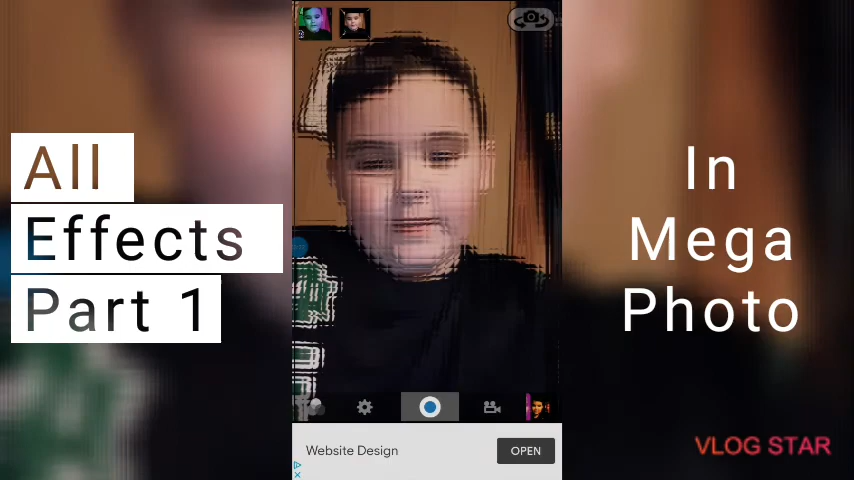 All
Effects
Part 1
In
Mega
Photo
Website Design
OPEN
VLOG STAR